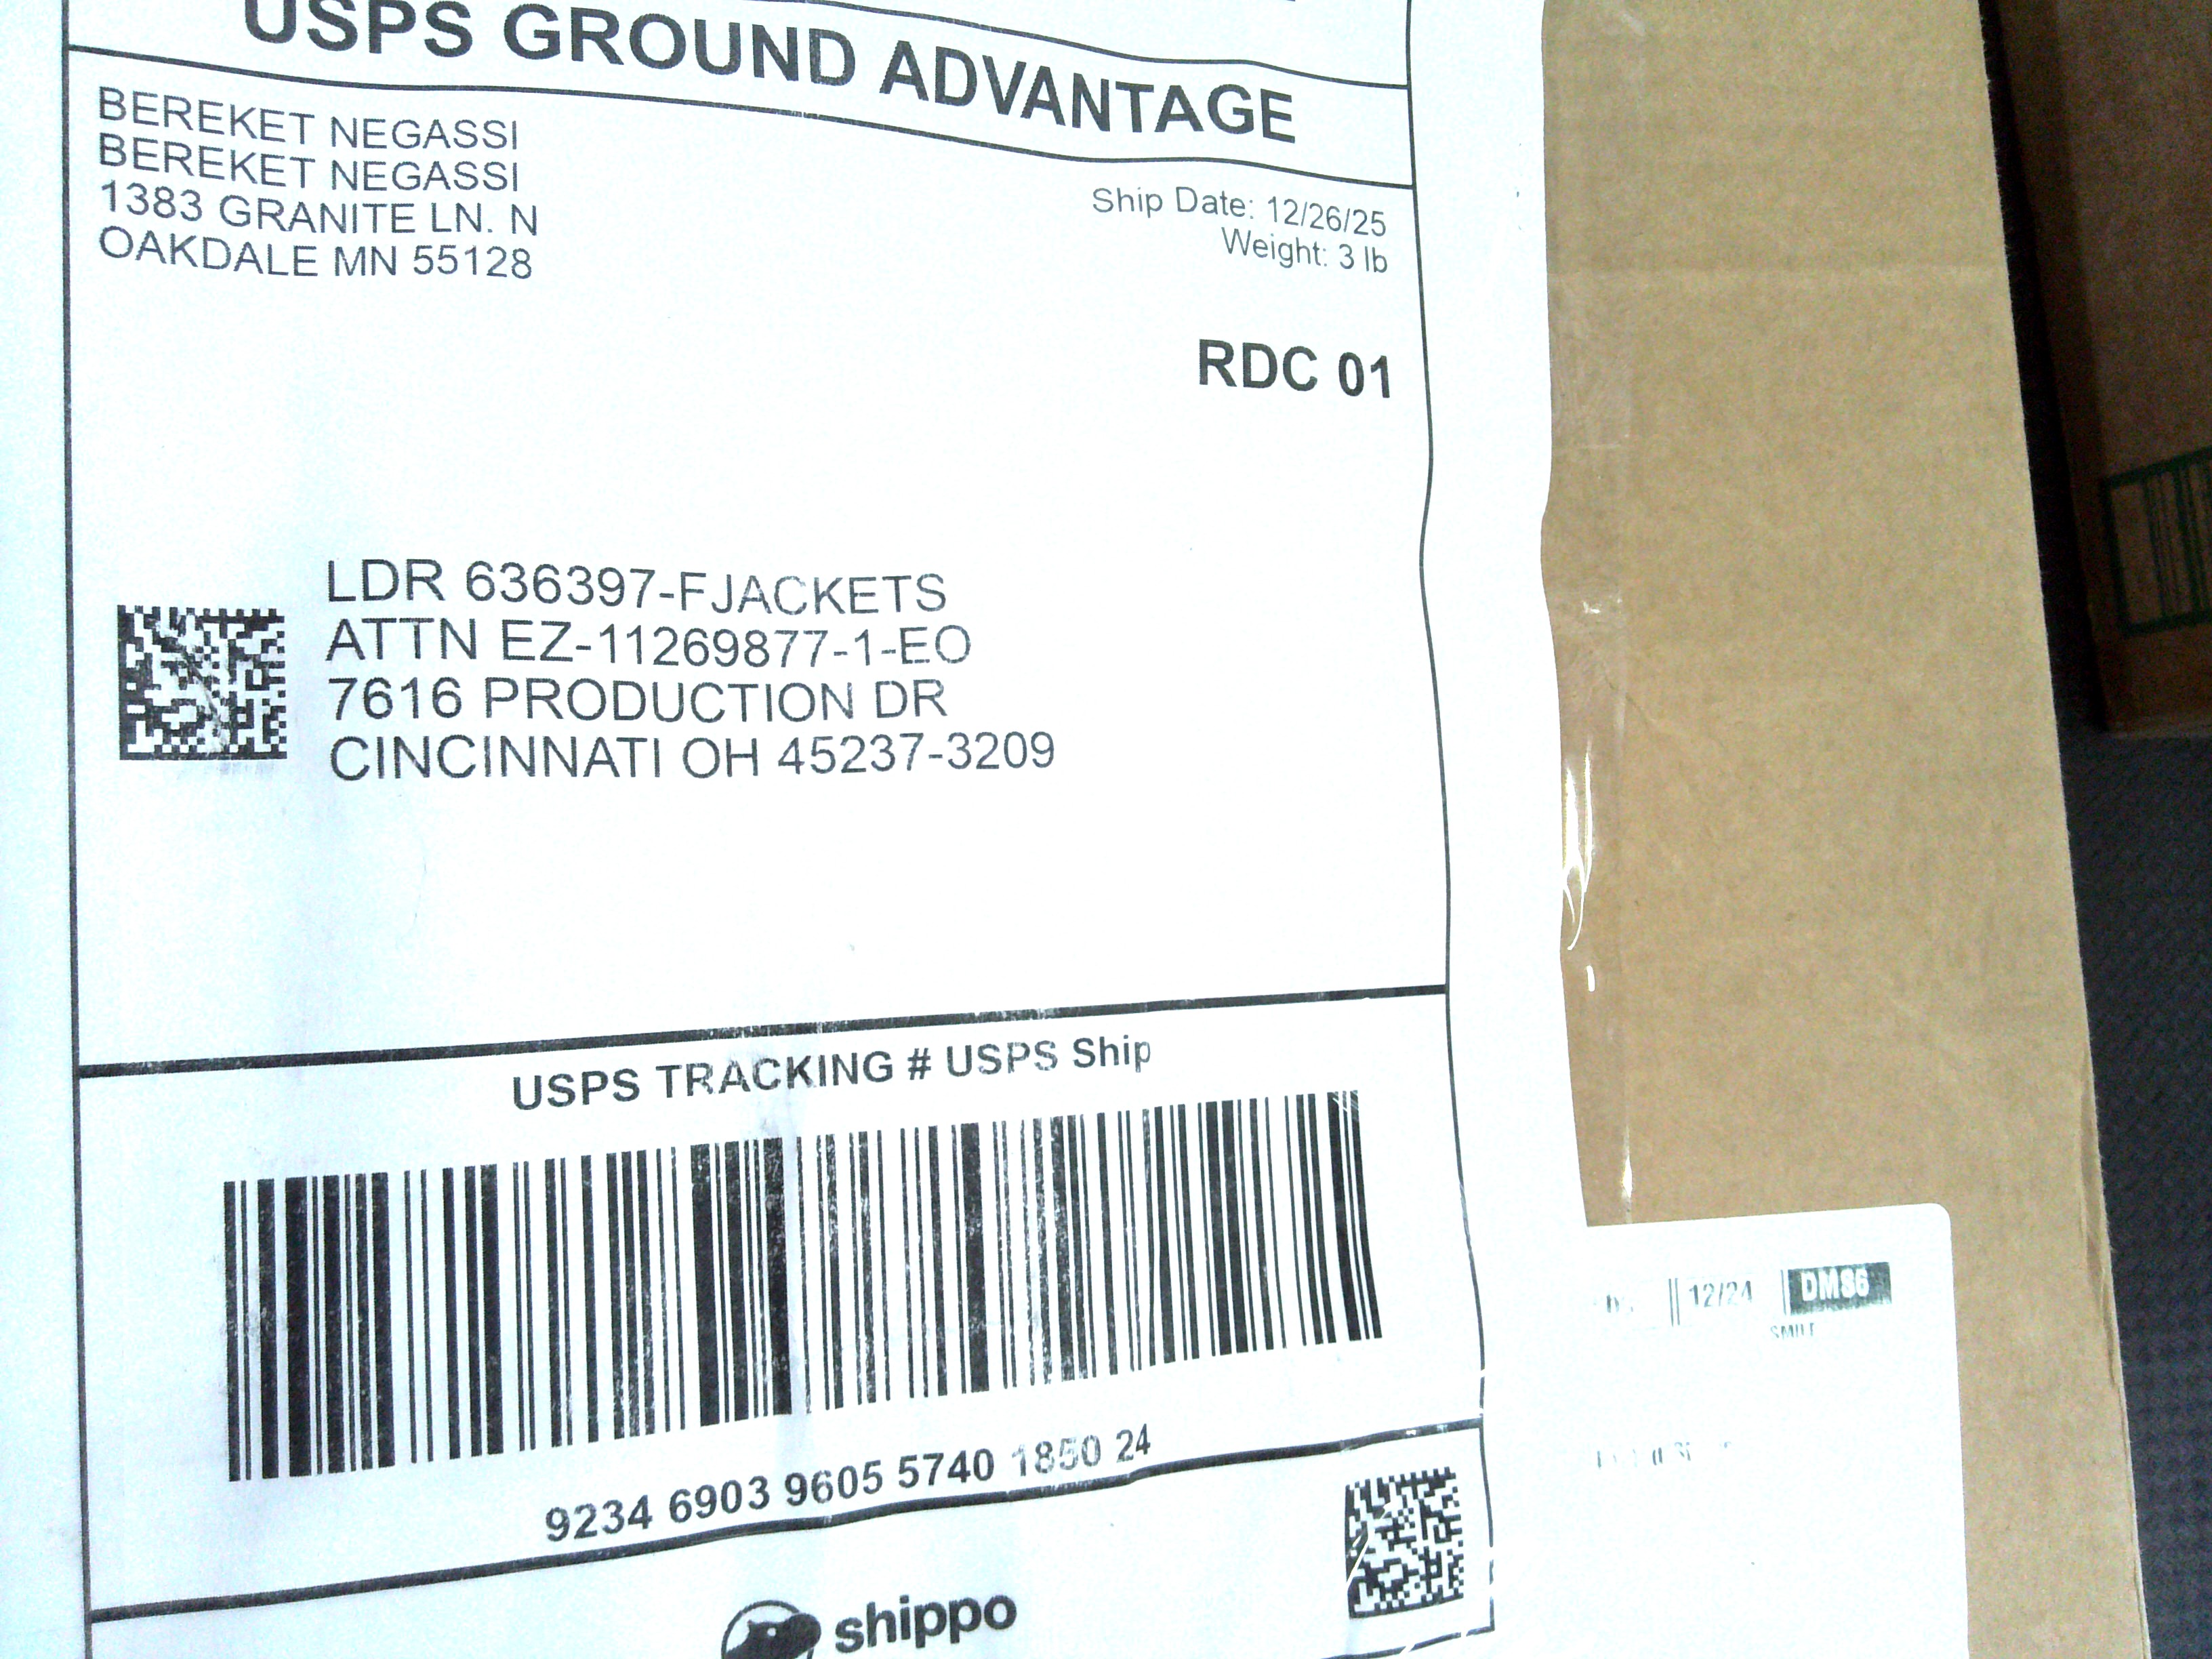 USPS GROUND ADVANTAGE
BEREKET NEGASSI
BEREKET NEGASSI
1383 GRANITE LN. N
OAKDALE MN 55128
Ship Date: 12/26/25
Weight: 3 lb
RDC 01
LDR 636397-FJACKETS
ATTN EZ-11269877-1-EO
7616 PRODUCTION DR
CINCINNATI OH 45237-3209
USPS TRACKING # USPS Ship
9234 6903 9605 5740 1850 24
shippo
12/24 DMS6
SMILE